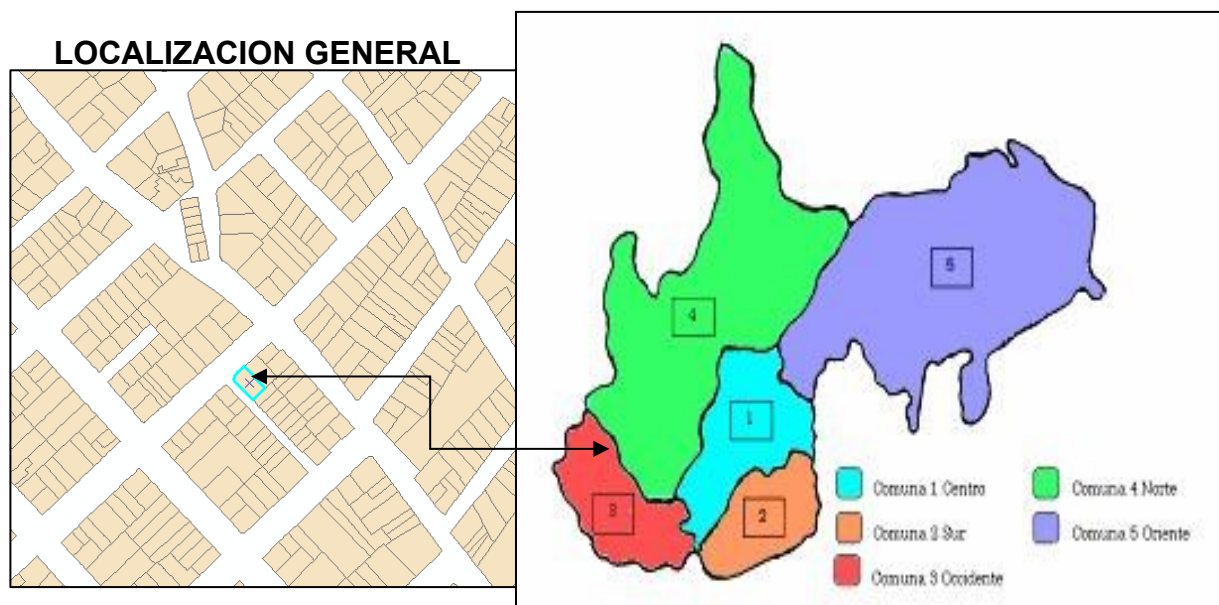 LOCALIZACION GENERAL
5
4
1
3
2
Comuna 1 Centro
Comuna 2 Sur
Comuna 3 Occidente
Comuna 4 Norte
Comuna 5 Oriente